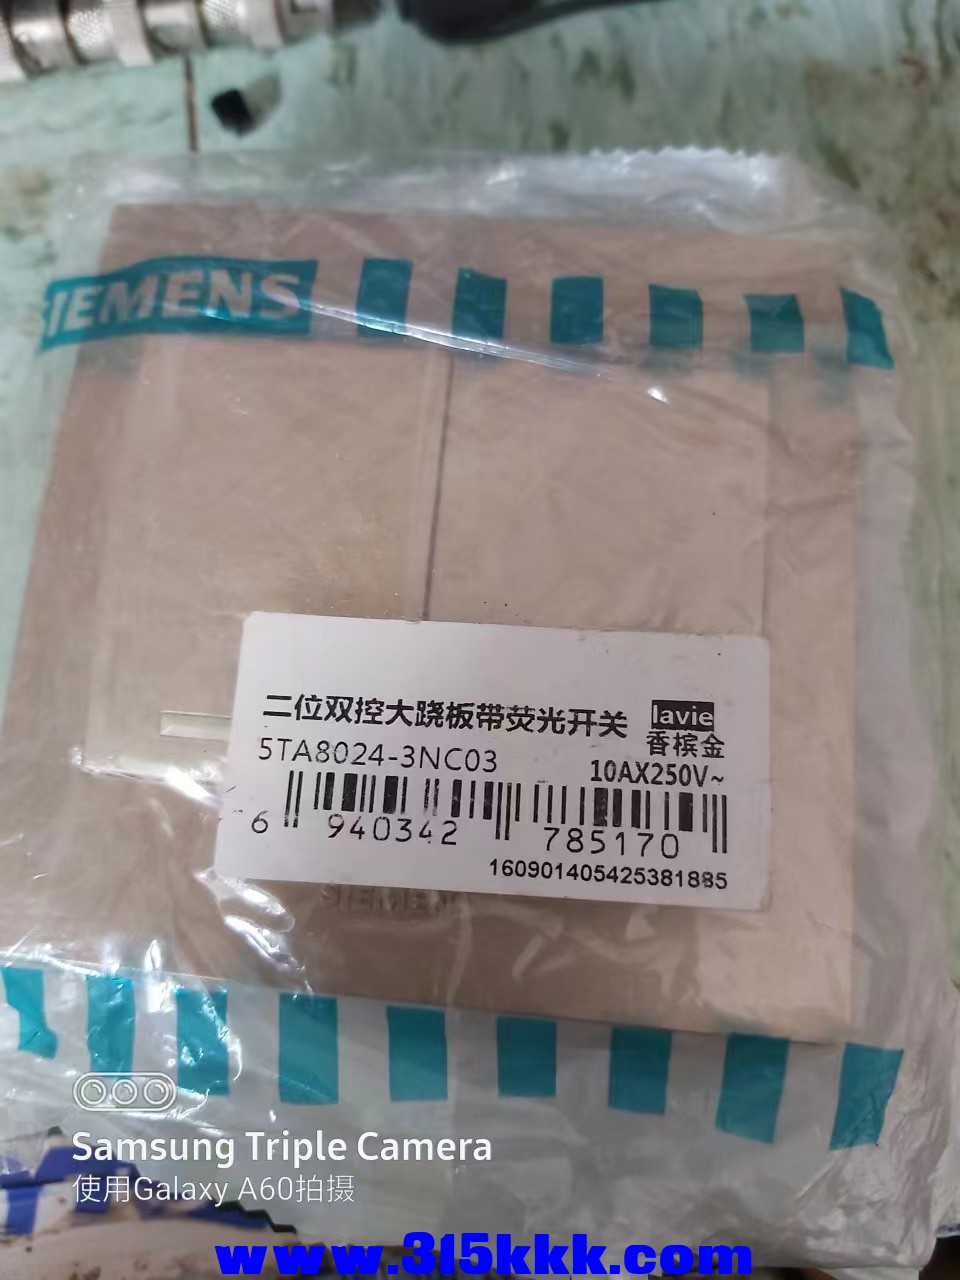 SIEMENS
二位双控大跷板带荧光开关
lavie
香槟金
5TA8024-3NC03
10AX250V~
6 940342 785170
160901405425381885
SIEMENS
Samsung Triple Camera
使用Galaxy A60拍摄
www.315kkk.com